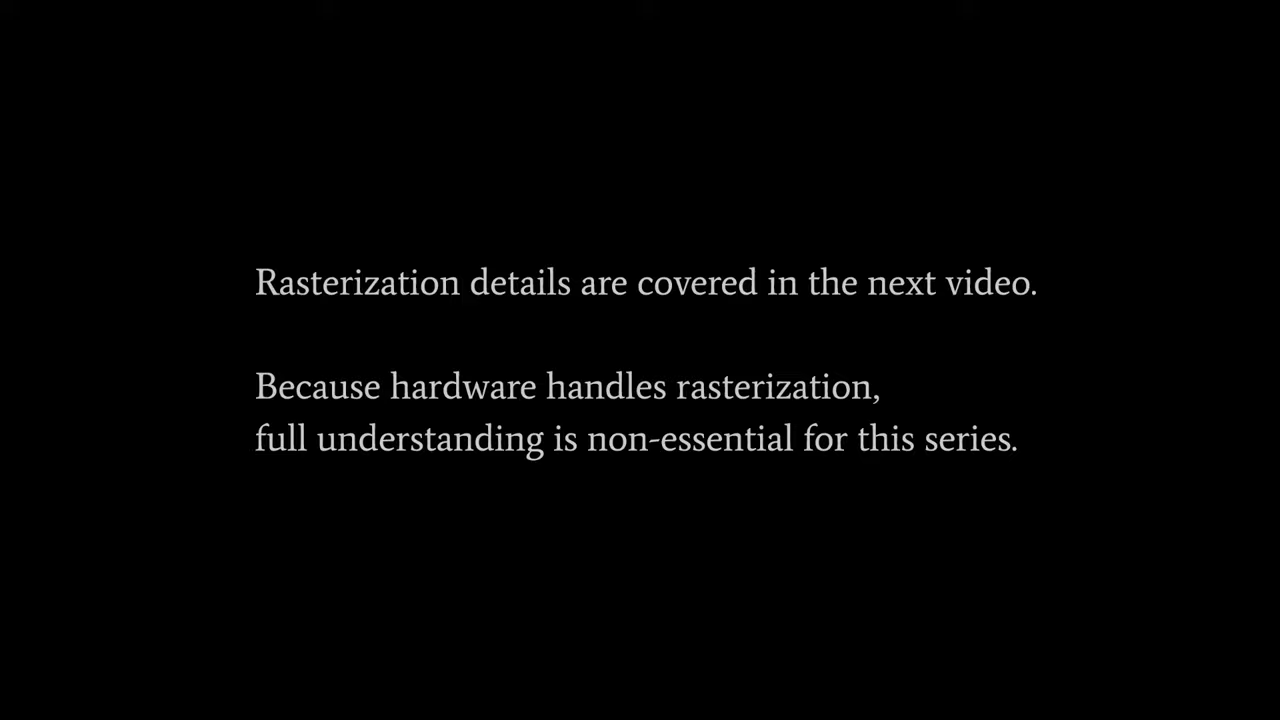 Rasterization details are covered in the next video.
Because hardware handles rasterization,
full understanding is non-essential for this series.